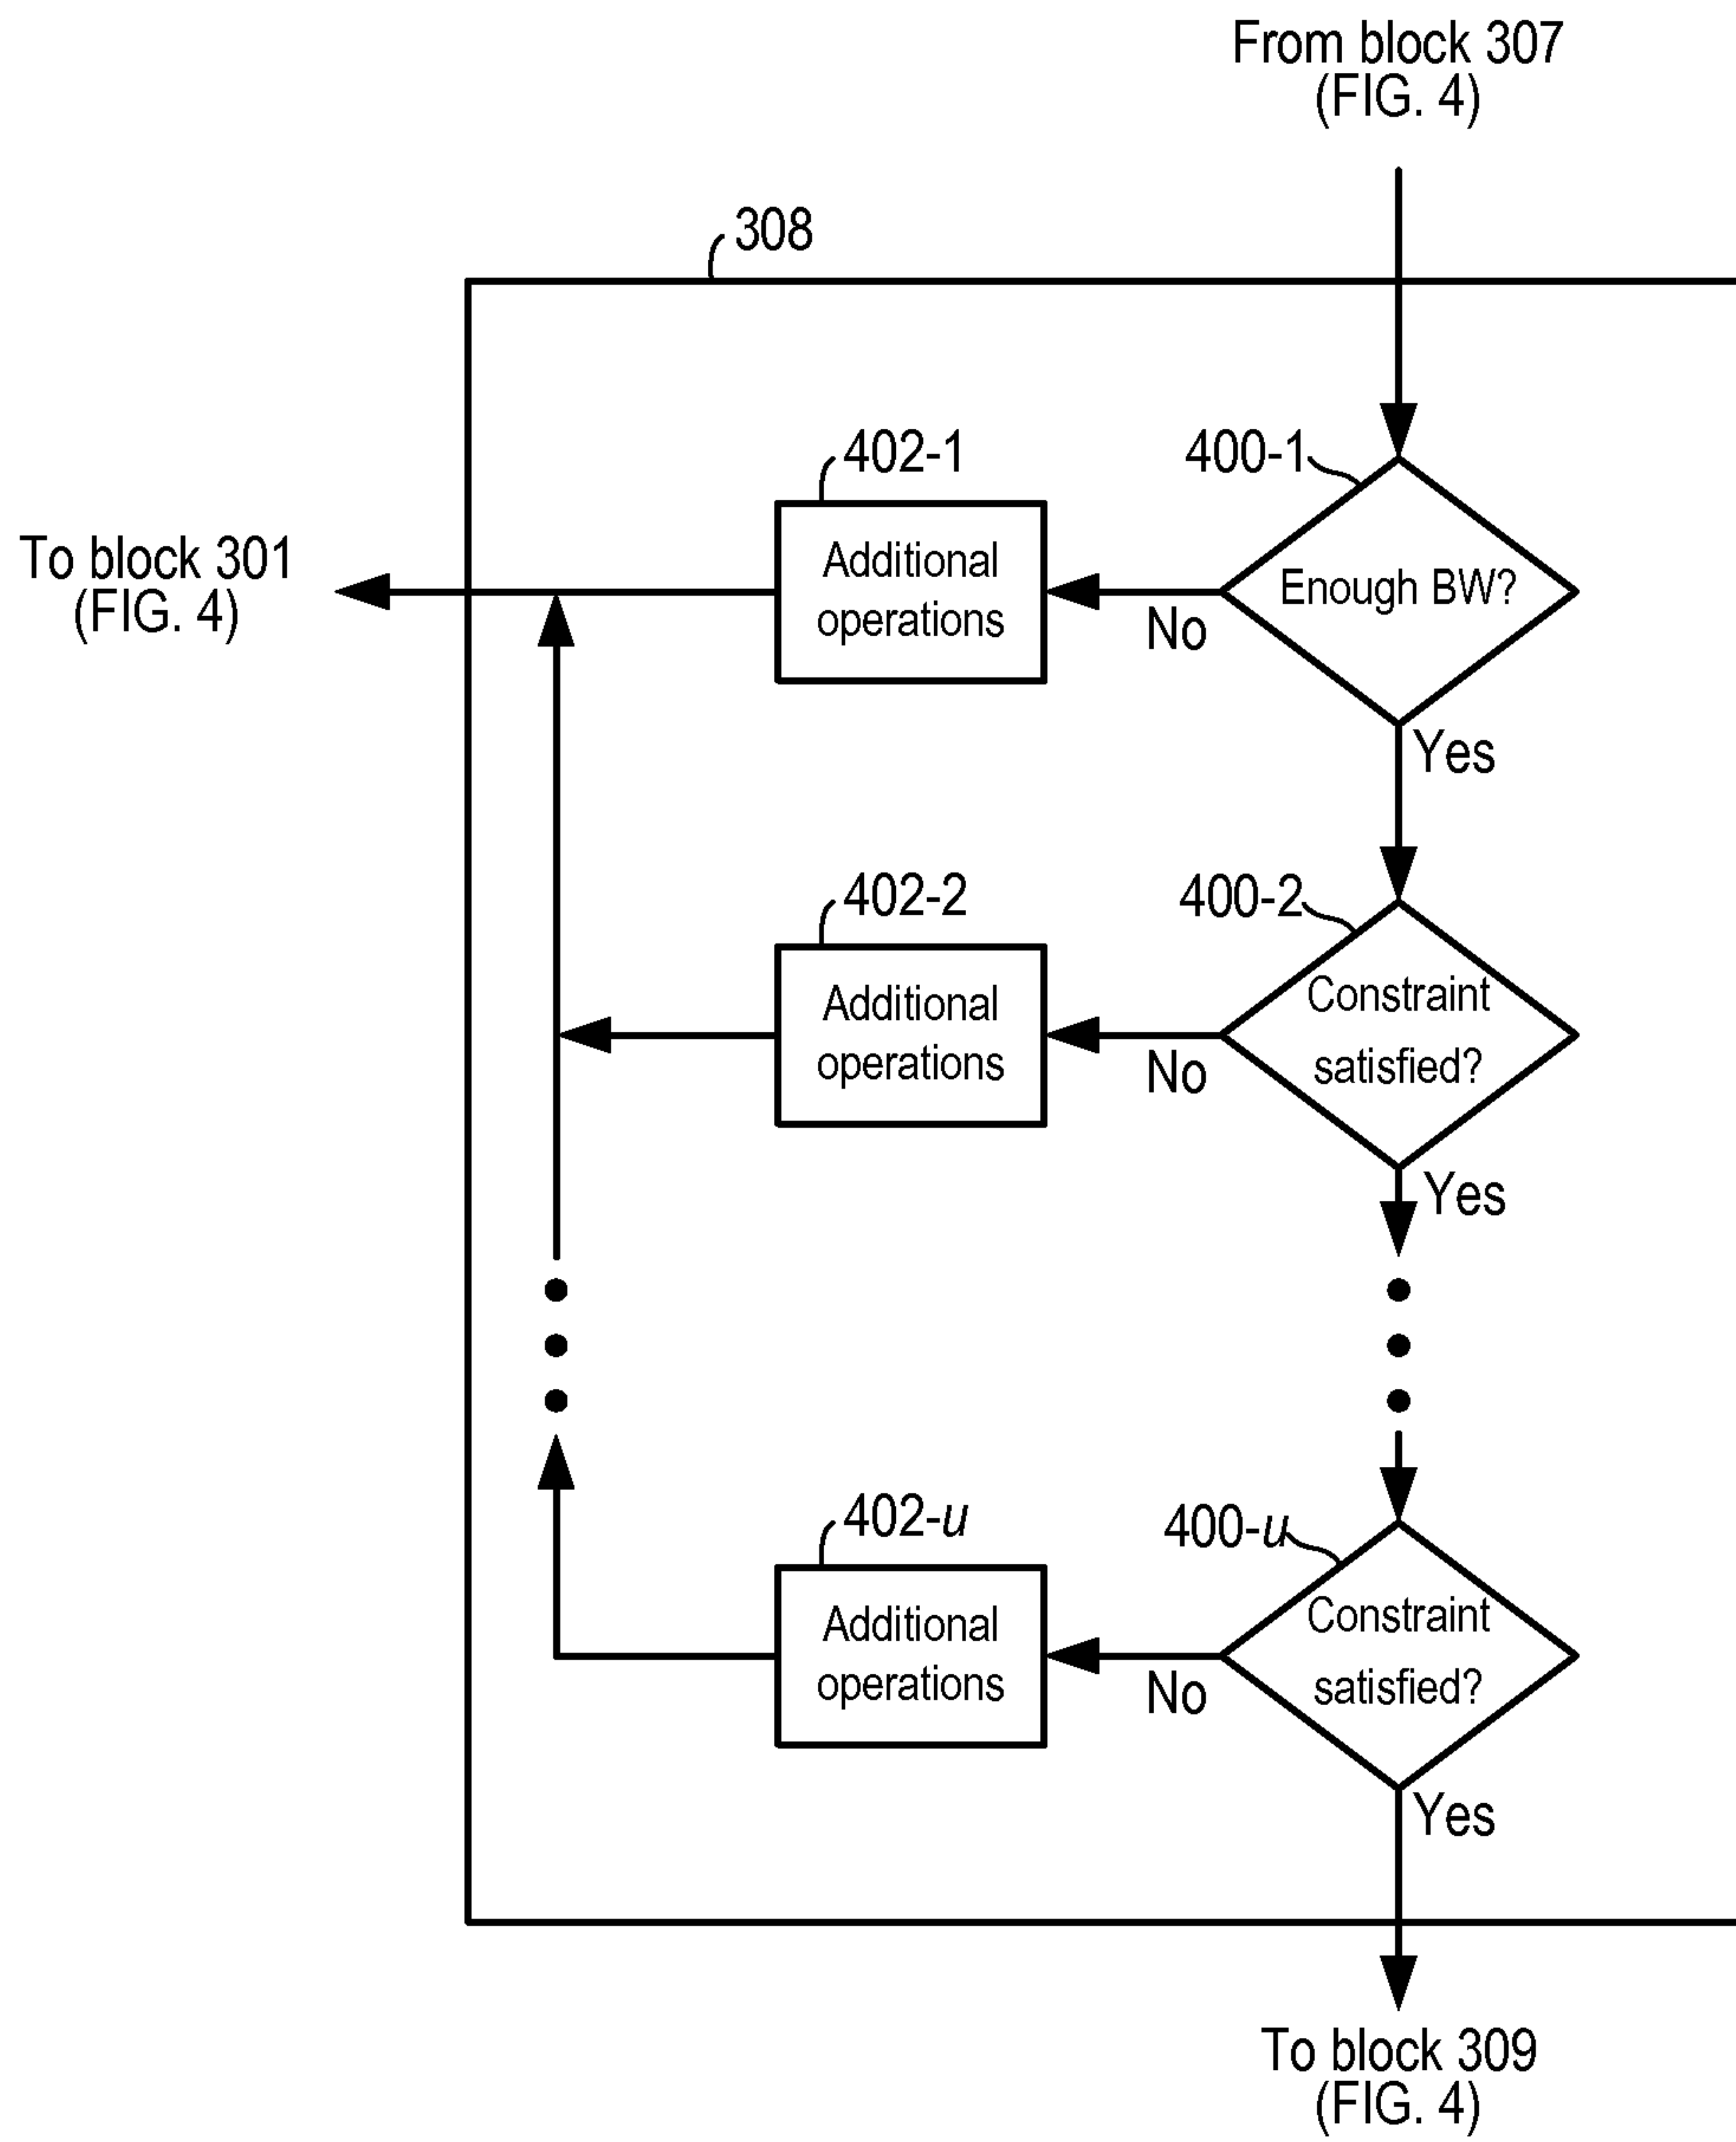 From block 307
(FIG. 4)
308
402-1
400-1
To block 301
(FIG. 4)
Additional
operations
No
Enough BW?
Yes
402-2
400-2
Additional
operations
No
Constraint
satisfied?
Yes
402-u
400-u
Additional
operations
No
Constraint
satisfied?
Yes
To block 309
(FIG. 4)